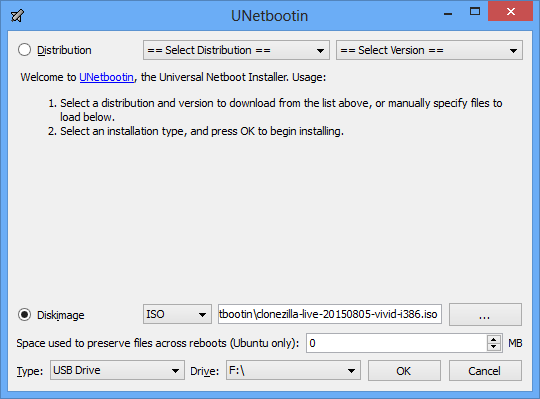 UNetbootin
Distribution
== Select Distribution ==
== Select Version ==
Welcome to UNetbootin, the Universal Netboot Installer. Usage:
1. Select a distribution and version to download from the list above, or manually specify files to
load below.
2. Select an installation type, and press OK to begin installing.
Diskimage
ISO
tbootin\clonezilla-live-20150805-vivid-i386.iso
...
Space used to preserve files across reboots (Ubuntu only):
0
MB
Type:
USB Drive
Drive:
F:\
OK
Cancel